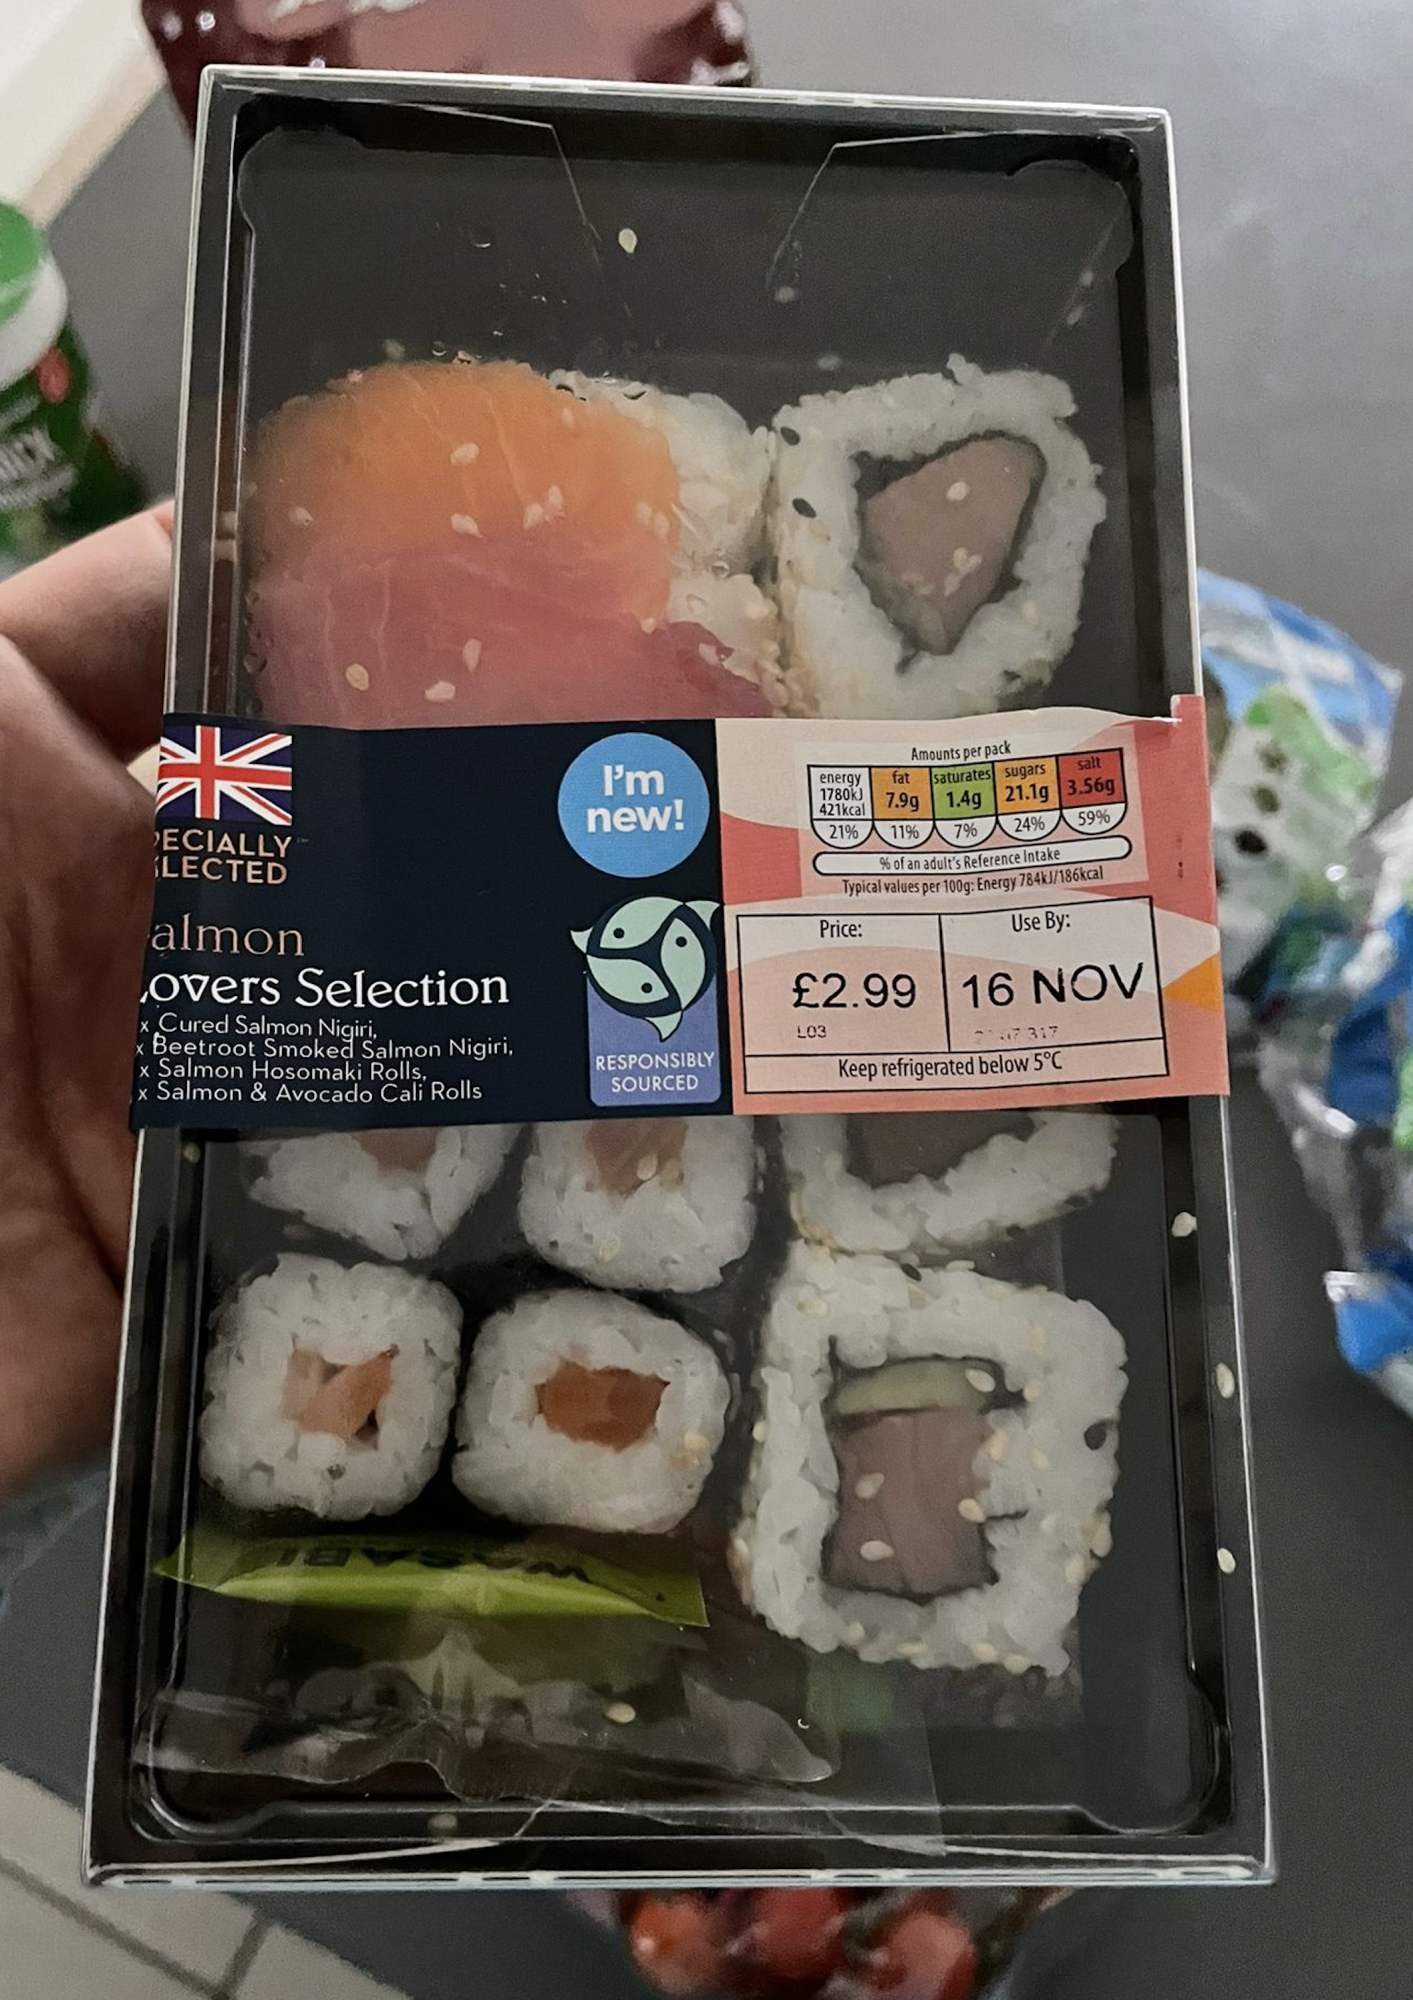 I'm
new!
PECIALLY
LECTED
almon
overs Selection
x Cured Salmon Nigiri,
x Beetroot Smoked Salmon Nigiri,
x Salmon Hosomaki Rolls,
x Salmon & Avocado Cali Rolls
RESPONSIBLY
SOURCED
Amounts per pack
energy fat saturates sugars salt
1780kJ
421kcal 7.9g 1.4g 21.1g 3.56g
21% 11% 7% 24% 59%
% of an adult's Reference Intake
Typical values per 100g: Energy 784kJ/186kcal
Price: Use By:
£2.99 16 NOV
L03
Keep refrigerated below 5°C
WASABI